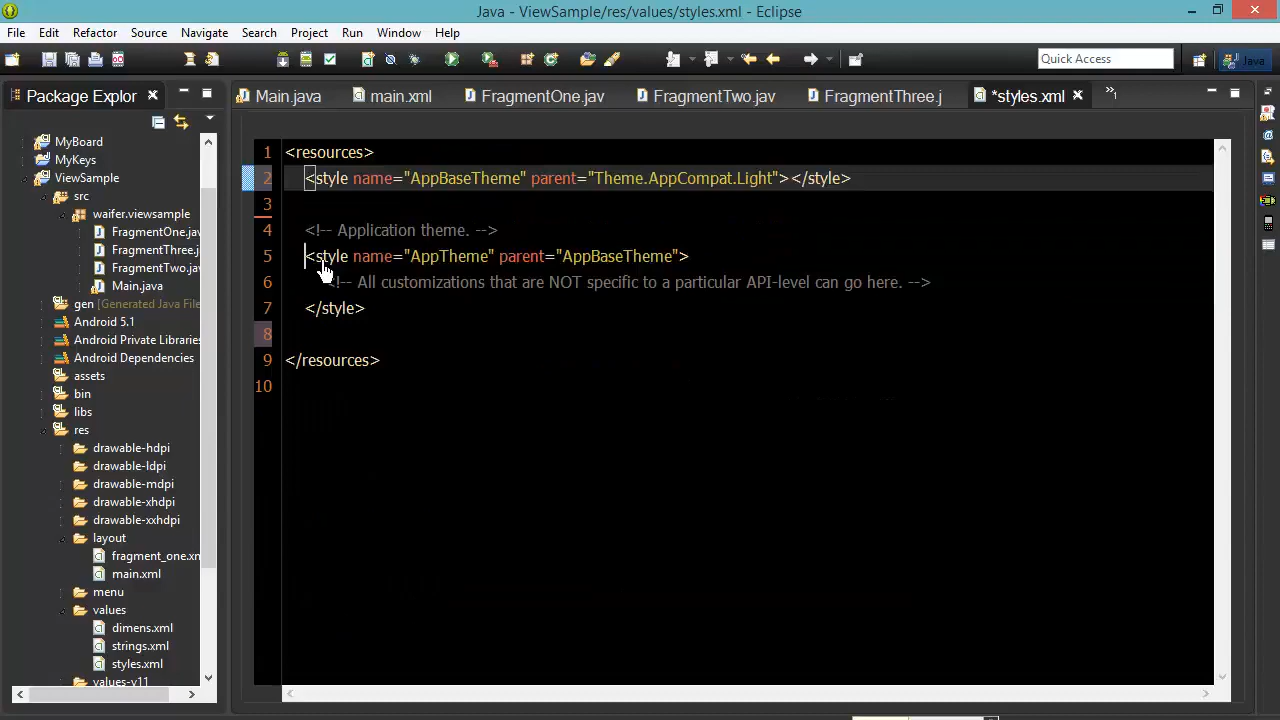 Java - ViewSample/res/values/styles.xml - Eclipse
File Edit Refactor Source Navigate Search Project Run Window Help
Quick Access
Java
Package Explor
Main.java
main.xml
FragmentOne.jav
FragmentTwo.jav
FragmentThree.j
*styles.xml
MyBoard
MyKeys
ViewSample
src
waifer.viewsample
FragmentOne.jav
FragmentThree.j
FragmentTwo.jav
Main.java
gen [Generated Java File
Android 5.1
Android Private Libraries
Android Dependencies
assets
bin
libs
res
drawable-hdpi
drawable-ldpi
drawable-mdpi
drawable-xhdpi
drawable-xxhdpi
layout
fragment_one.xm
main.xml
menu
values
dimens.xml
strings.xml
styles.xml
values-v11
1 <resources>
2 <style name="AppBaseTheme" parent="Theme.AppCompat.Light"></style>
3
4 <!-- Application theme. -->
5 <style name="AppTheme" parent="AppBaseTheme">
6 <!-- All customizations that are NOT specific to a particular API-level can go here. -->
7 </style>
8
9 </resources>
10